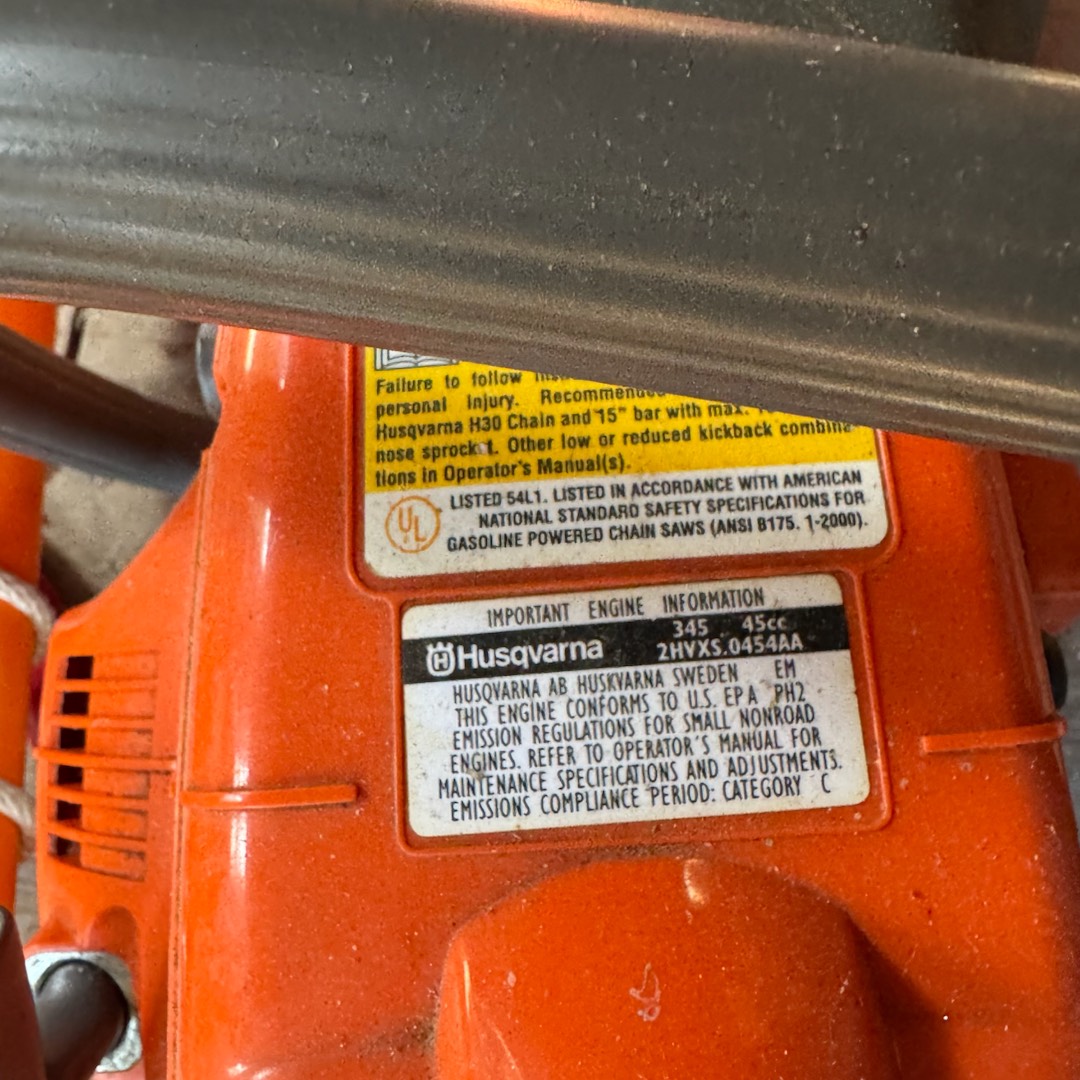 Failure to follow
personal injury. Recommended
Husqvarna H30 Chain and 15" bar with max.
nose sprocket. Other low or reduced kickback combina-
tions in Operator's Manual(s).
UL
LISTED 54L1. LISTED IN ACCORDANCE WITH AMERICAN
NATIONAL STANDARD SAFETY SPECIFICATIONS FOR
GASOLINE POWERED CHAIN SAWS (ANSI B175. 1-2000).
IMPORTANT ENGINE INFORMATION
345 45cc
Husqvarna 2HVXS.0454AA
HUSQVARNA AB HUSKVARNA SWEDEN EM
THIS ENGINE CONFORMS TO U.S. EPA PH2
EMISSION REGULATIONS FOR SMALL NONROAD
ENGINES. REFER TO OPERATOR'S MANUAL FOR
MAINTENANCE SPECIFICATIONS AND ADJUSTMENTS.
EMISSIONS COMPLIANCE PERIOD: CATEGORY C